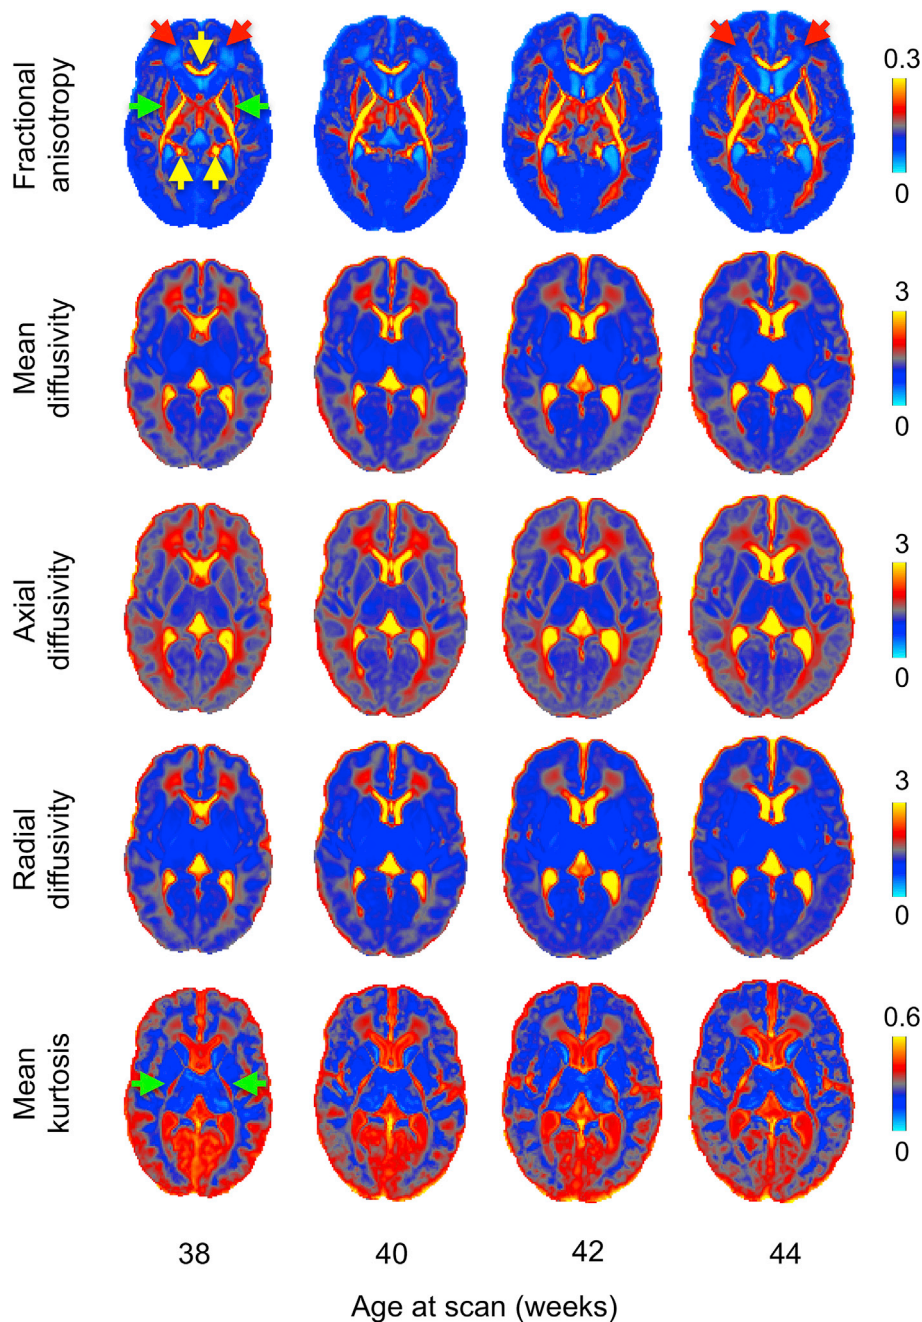 Fractional
anisotropy
0.3
0
Mean
diffusivity
3
0
Axial
diffusivity
3
0
Radial
diffusivity
3
0
Mean
kurtosis
0.6
0
38 40 42 44
Age at scan (weeks)